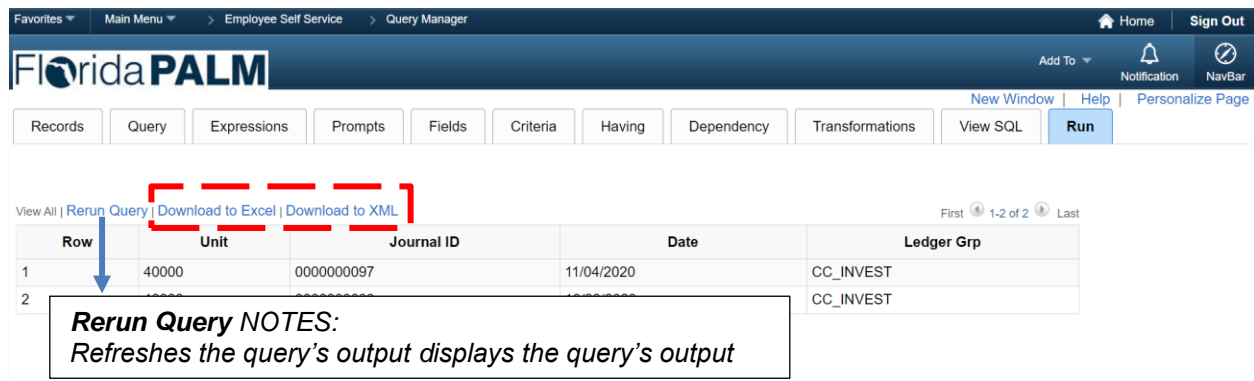 Favorites Main Menu > Employee Self Service > Query Manager Home Sign Out
Florida PALM Add To Notification NavBar
New Window | Help | Personalize Page
Records Query Expressions Prompts Fields Criteria Having Dependency Transformations View SQL Run
View All | Rerun Query | Download to Excel | Download to XML First 1-2 of 2 Last
Row Unit Journal ID Date Ledger Grp
1 40000 0000000097 11/04/2020 CC_INVEST
2 CC_INVEST
Rerun Query NOTES:
Refreshes the query's output displays the query's output